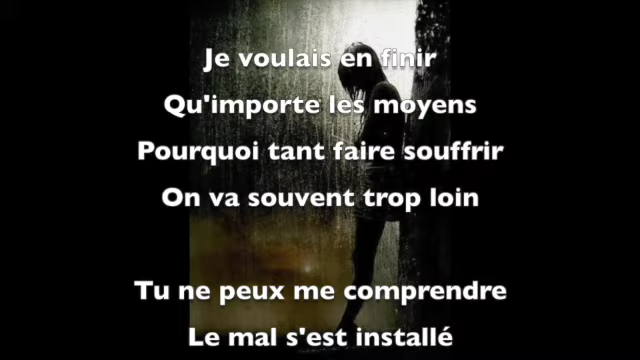 Je voulais en finir
Qu'importe les moyens
Pourquoi tant faire souffrir
On va souvent trop loin
Tu ne peux me comprendre
Le mal s'est installé